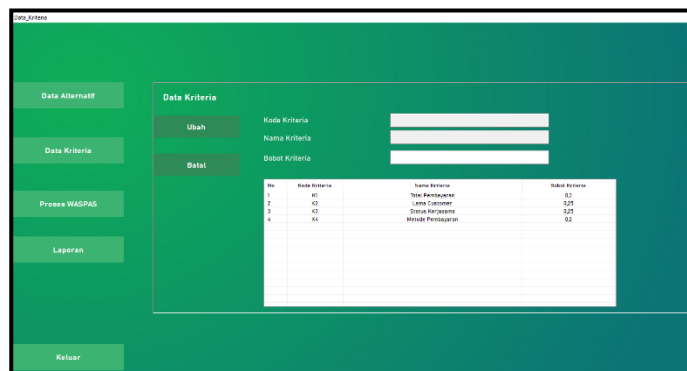 Data_Kriteria
Data Alternatif
Data Kriteria
Proses WASPAS
Laporan
Keluar
Data Kriteria
Ubah
Batal
Kode Kriteria
Nama Kriteria
Bobot Kriteria
No Kode Kriteria Nama Kriteria Bobot Kriteria
1 K1 Total Pembayaran
2 K2 Lama Customer 0,25
3 K3 Status Kerjasama 0,25
4 K4 Metode Pembayaran 0,2